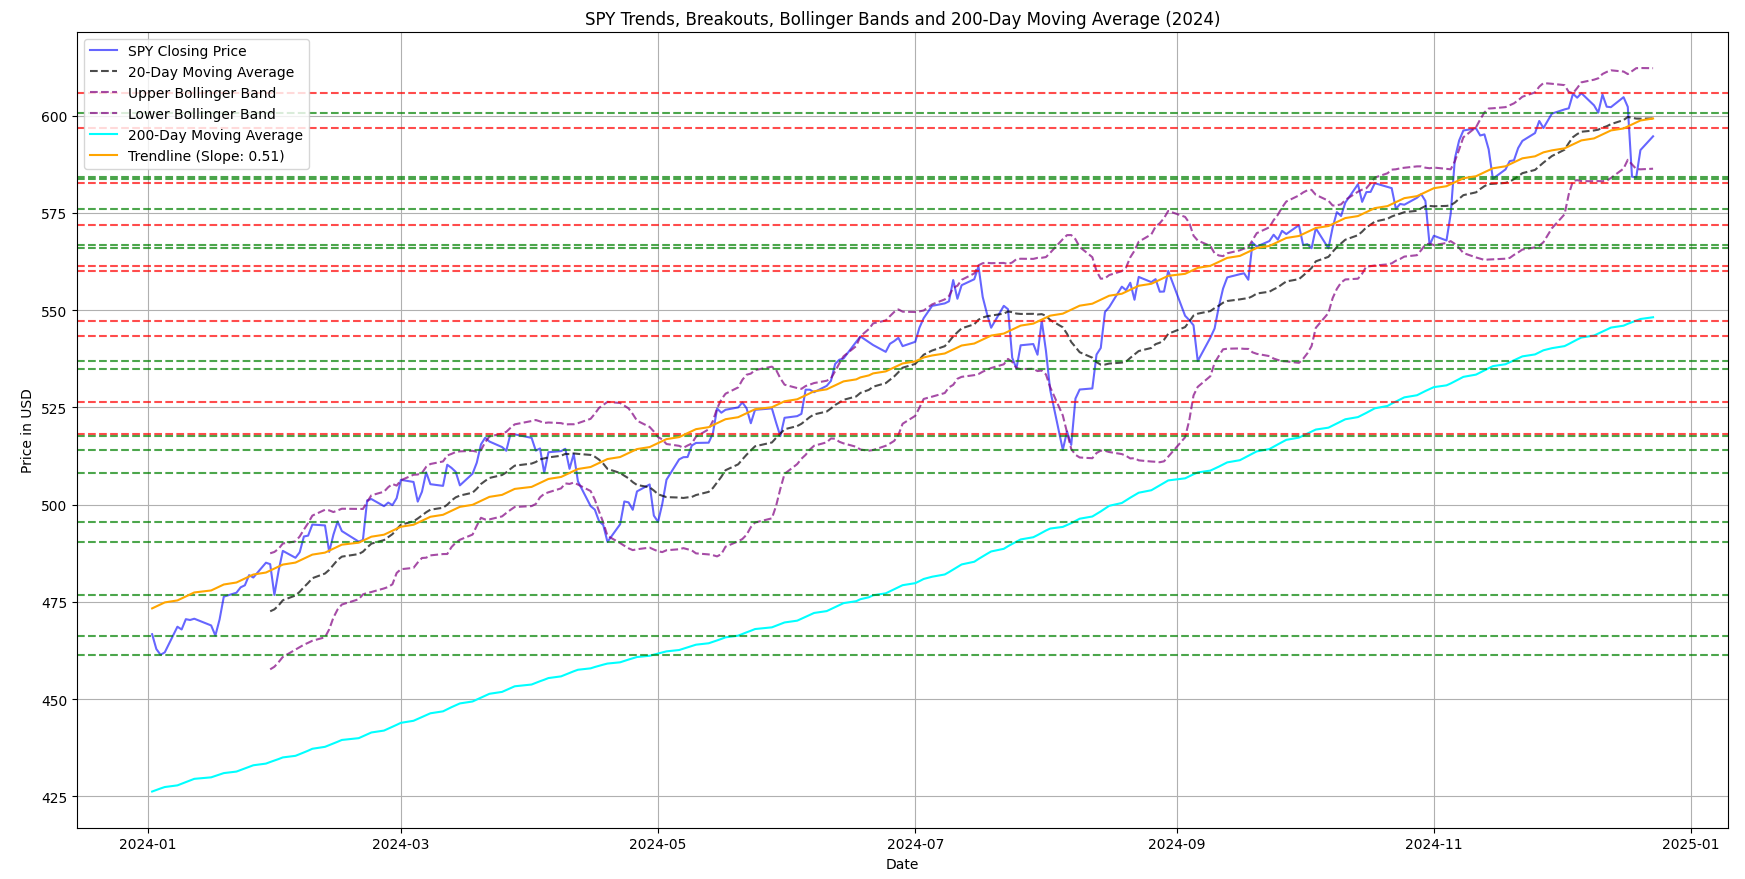 SPY Trends, Breakouts, Bollinger Bands and 200-Day Moving Average (2024)
SPY Closing Price
20-Day Moving Average
Upper Bollinger Band
Lower Bollinger Band
200-Day Moving Average
Trendline (Slope: 0.51)
Price in USD
600
575
550
525
500
475
450
425
2024-01
2024-03
2024-05
2024-07
2024-09
2024-11
2025-01
Date